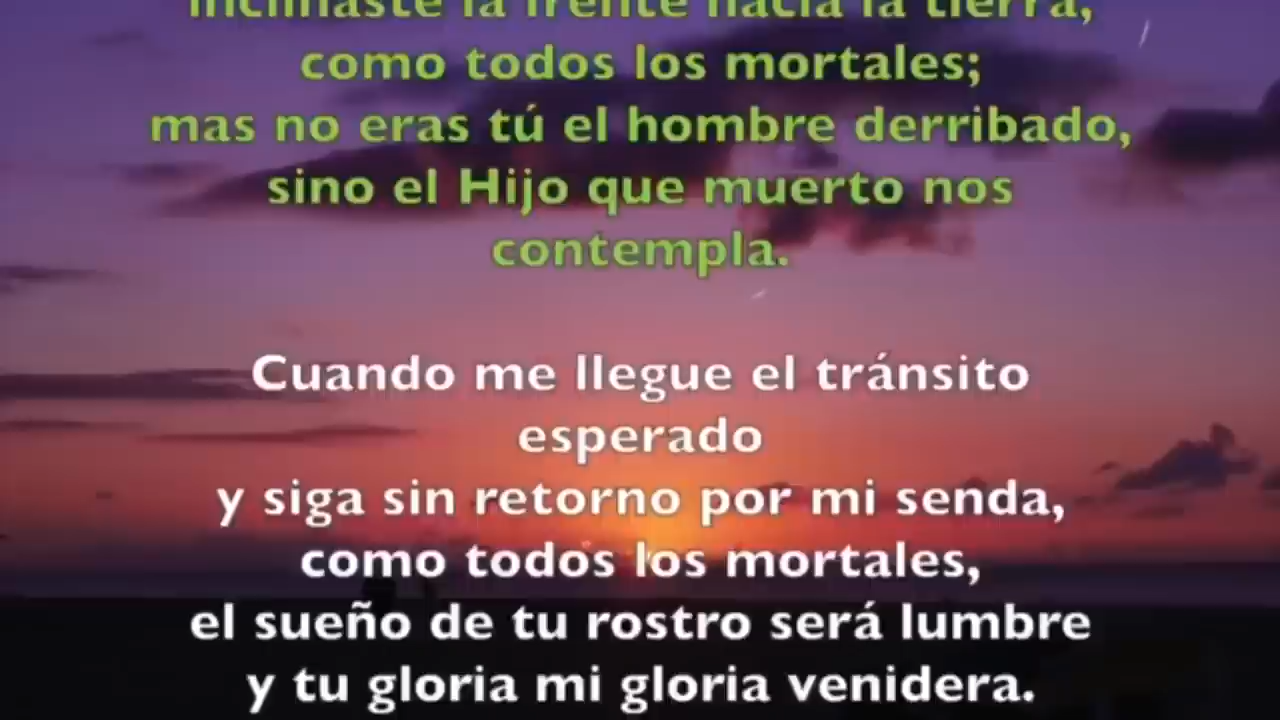 inclinaste la frente hacia la tierra,
como todos los mortales;
mas no eras tú el hombre derribado,
sino el Hijo que muerto nos
contempla.
Cuando me llegue el tránsito
esperado
y siga sin retorno por mi senda,
como todos los mortales,
el sueño de tu rostro será lumbre
y tu gloria mi gloria venidera.